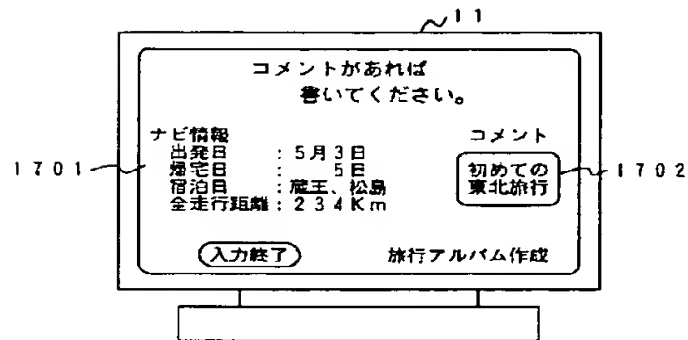 11
コメントがあれば
書いてください。
ナビ情報
コメント
出発日 : 5月3日
帰宅日 : 5日
宿泊日 : 蔵王、松島
全走行距離 : 234Km
初めての
東北旅行
1701
1702
入力終了
旅行アルバム作成